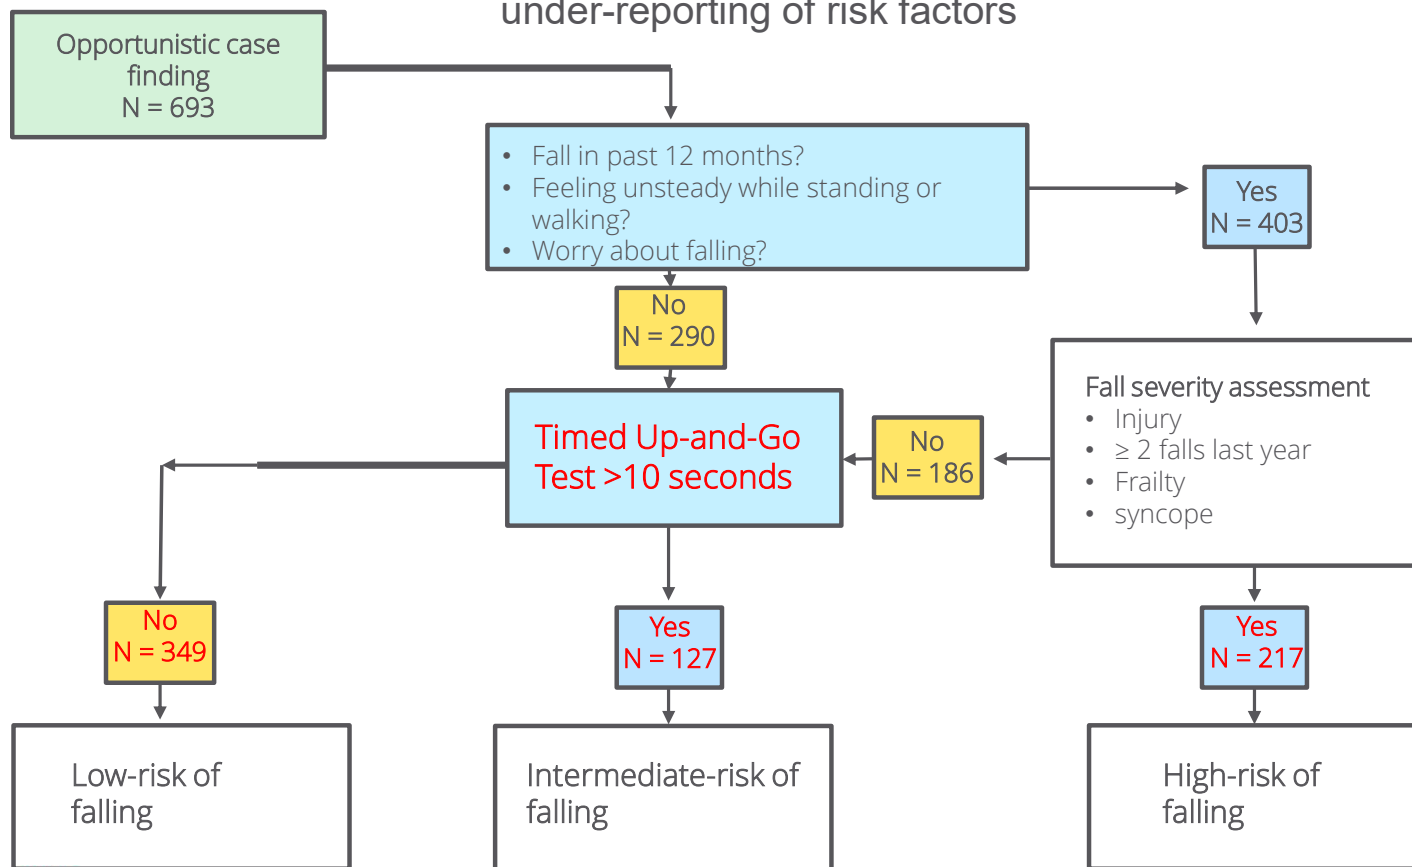 under-reporting of risk factors
Opportunistic case
finding
N = 693
• Fall in past 12 months?
• Feeling unsteady while standing or
walking?
• Worry about falling?
Yes
N = 403
No
N = 290
Fall severity assessment
• Injury
• ≥ 2 falls last year
• Frailty
• syncope
Timed Up-and-Go
Test >10 seconds
No
N = 186
No
N = 349
Yes
N = 127
Yes
N = 217
Low-risk of
falling
Intermediate-risk of
falling
High-risk of
falling